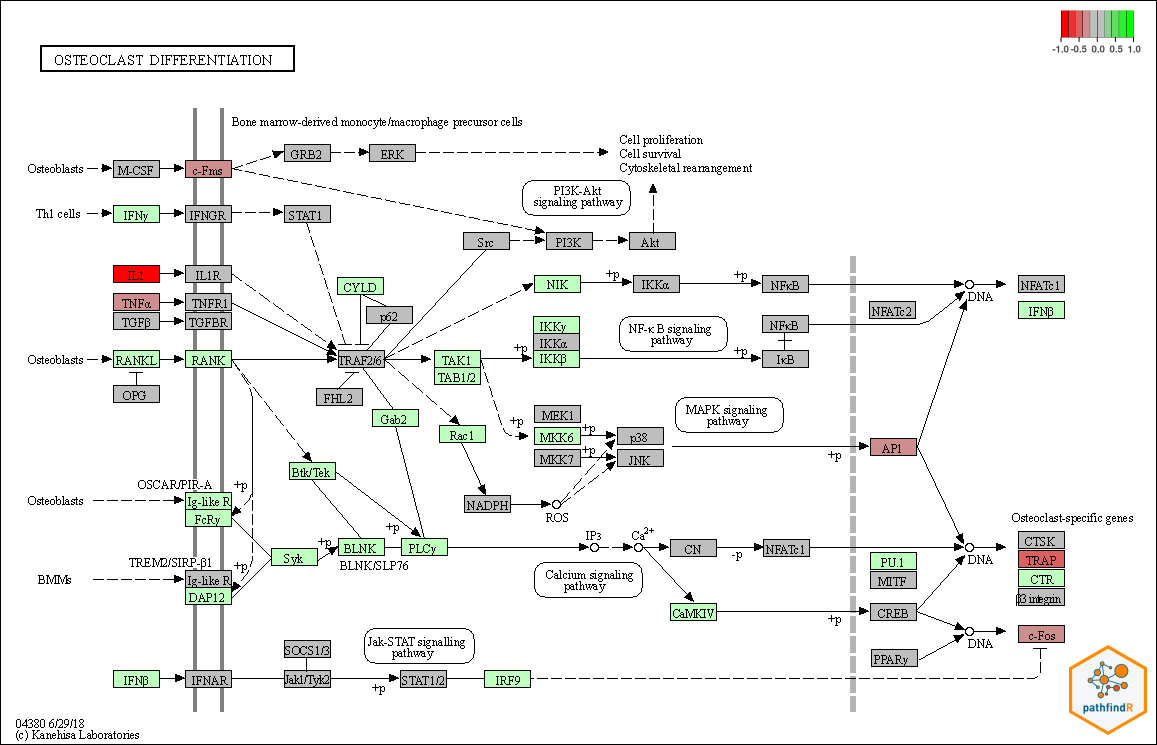 -1.0 -0.5 0.0 0.5 1.0
OSTEOCLAST DIFFERENTIATION
Bone marrow-derived monocyte/macrophage precursor cells
Cell proliferation
Cell survival
Cytoskeletal rearrangement
GRB2 ERK
Osteoblasts M-CSF c-Fms
PI3K-Akt
signaling pathway
Th1 cells IFNγ IFNGR STAT1
Src PI3K Akt
IL1 IL1R
CYLD NIK +p IKKα +p NFκB NFATc1
DNA
TNFα TNFR1
p62 NFATc2 IFNβ
TGFβ TGFBR
IKKγ NF-κ B signaling
pathway
NFκB
IKKα
Osteoblasts RANKL RANK TRAF2/6 TAK1 +p IKKβ +p IκB
TAB1/2
OPG FHL2
MEK1 MAPK signaling
pathway
Gab2 Rac1 +p MKK6 +p p38
AP1
+p
MKK7 +p JNK
Btk/Tek
OSCAR/PIR-A +p
Osteoblasts Ig-like R
FcRγ
NADPH ROS
Osteoclast-specific genes
+p IP3 Ca2+
Syk +p BLNK PLCγ CN -p NFATc1 DNA CTSK
TREM2/SIRP-β1 +p BLNK/SLP76 PU.1 TRAP
BMMs Ig-like R Calcium signaling
pathway
MITF CTR
DAP12 β3 integrin
CaMKIV +p CREB
DNA c-Fos
SOCS1/3 Jak-STAT signalling
pathway
PPARγ
IFNβ IFNAR Jak1/Tyk2 +p STAT1/2 IRF9
pathfindR
04380 6/29/18
(c) Kanehisa Laboratories